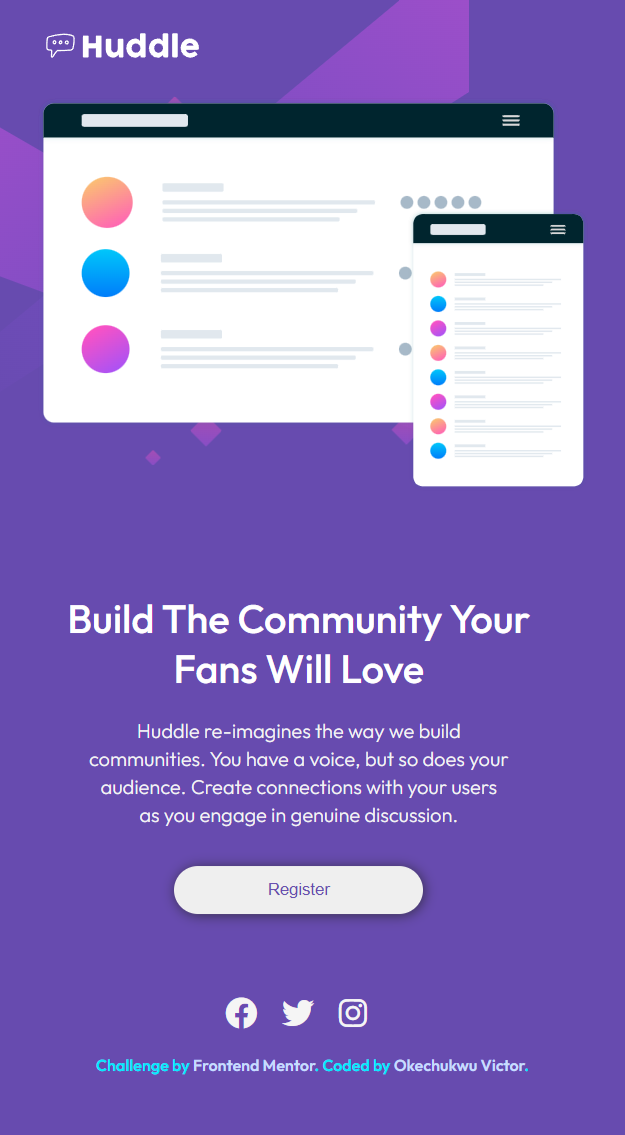 Huddle
Build The Community Your
Fans Will Love
Huddle re-imagines the way we build
communities. You have a voice, but so does your
audience. Create connections with your users
as you engage in genuine discussion.
Register
Challenge by Frontend Mentor. Coded by Okechukwu Victor.